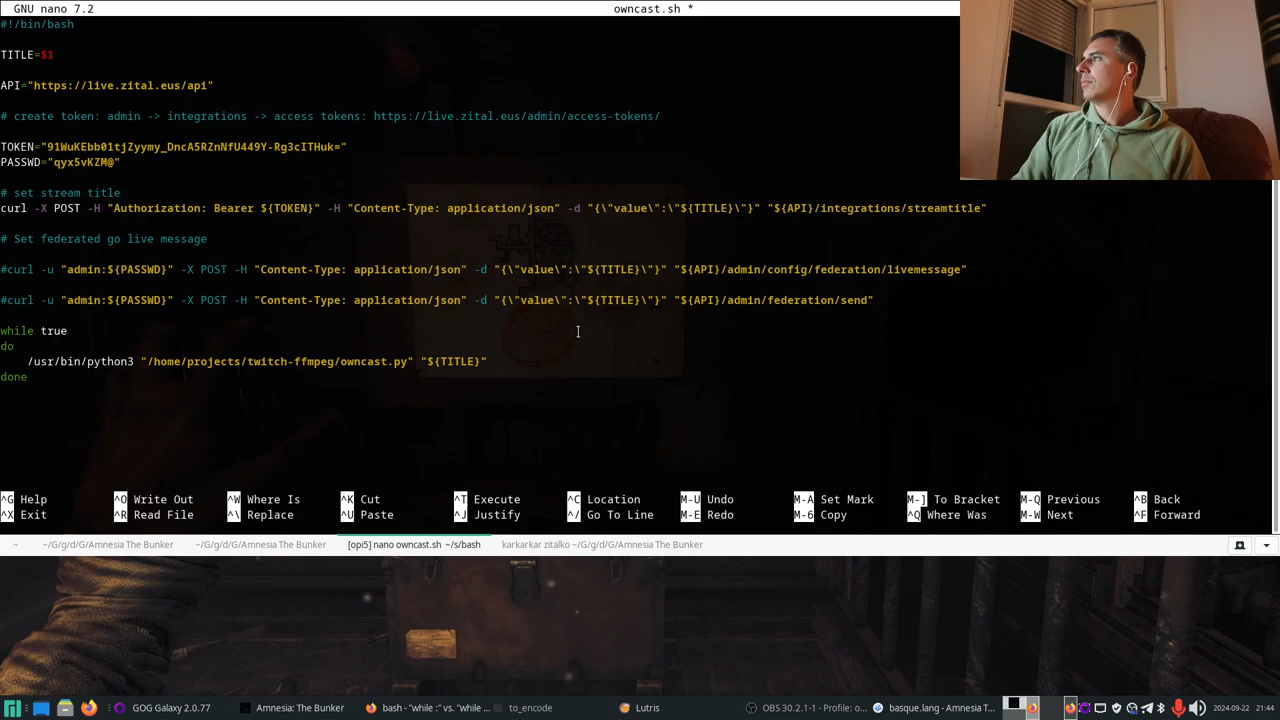 GNU nano 7.2 owncast.sh *
#!/bin/bash
TITLE=$1
API="https://live.zital.eus/api"
# create token: admin -> integrations -> access tokens: https://live.zital.eus/admin/access-tokens/
TOKEN="91WuKEbb01tjZyymy_DncA5RZnNfU449Y-Rg3cITHuk="
PASSWD="qyx5vKZM@"
# set stream title
curl -X POST -H "Authorization: Bearer ${TOKEN}" -H "Content-Type: application/json" -d "{\"value\":\"${TITLE}\"}" "${API}/integrations/streamtitle"
# Set federated go live message
#curl -u "admin:${PASSWD}" -X POST -H "Content-Type: application/json" -d "{\"value\":\"${TITLE}\"}" "${API}/admin/config/federation/livemessage"
#curl -u "admin:${PASSWD}" -X POST -H "Content-Type: application/json" -d "{\"value\":\"${TITLE}\"}" "${API}/admin/federation/send"
while true
do
/usr/bin/python3 "/home/projects/twitch-ffmpeg/owncast.py" "${TITLE}"
done
^G Help ^O Write Out ^W Where Is ^K Cut ^T Execute ^C Location M-U Undo M-A Set Mark M-] To Bracket M-Q Previous ^B Back
^X Exit ^R Read File ^\ Replace ^U Paste ^J Justify ^/ Go To Line M-E Redo M-6 Copy ^Q Where Was M-W Next ^F Forward
~ ~/G/g/d/G/Amnesia The Bunker ~/G/g/d/G/Amnesia The Bunker [opi5] nano owncast.sh ~/s/bash karkarkar zitalko ~/G/g/d/G/Amnesia The Bunker
GOG Galaxy 2.0.77 Amnesia: The Bunker bash - "while :" vs. "while ... to_encode Lutris OBS 30.2.1-1 - Profile: o... basque.lang - Amnesia T... 2024-09-22 21:44